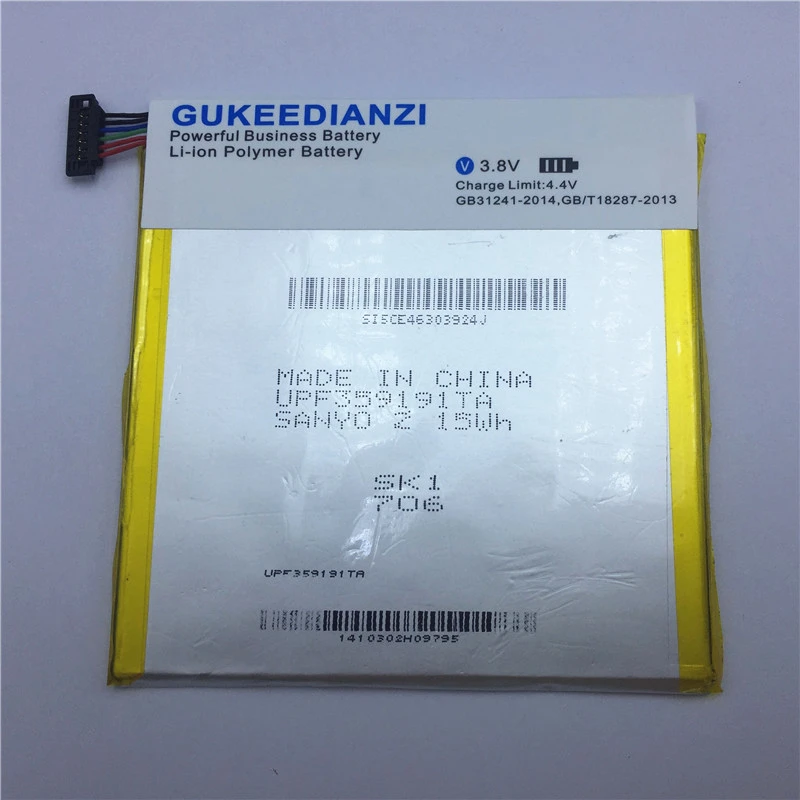 GUKEEDIANZI
Powerful Business Battery
Li-ion Polymer Battery
V 3.8V
Charge Limit:4.4V
GB31241-2014,GB/T18287-2013
SI5CE46303924J
MADE IN CHINA
UPF359191TA
SANYO 2 15Wh
SK1
706
UPF359191TA
1410302H09795